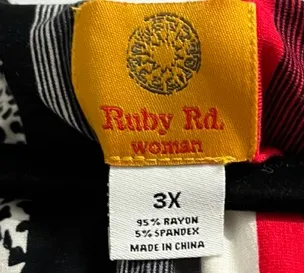 Ruby Rd.
woman
3X
95% RAYON
5% SPANDEX
MADE IN CHINA